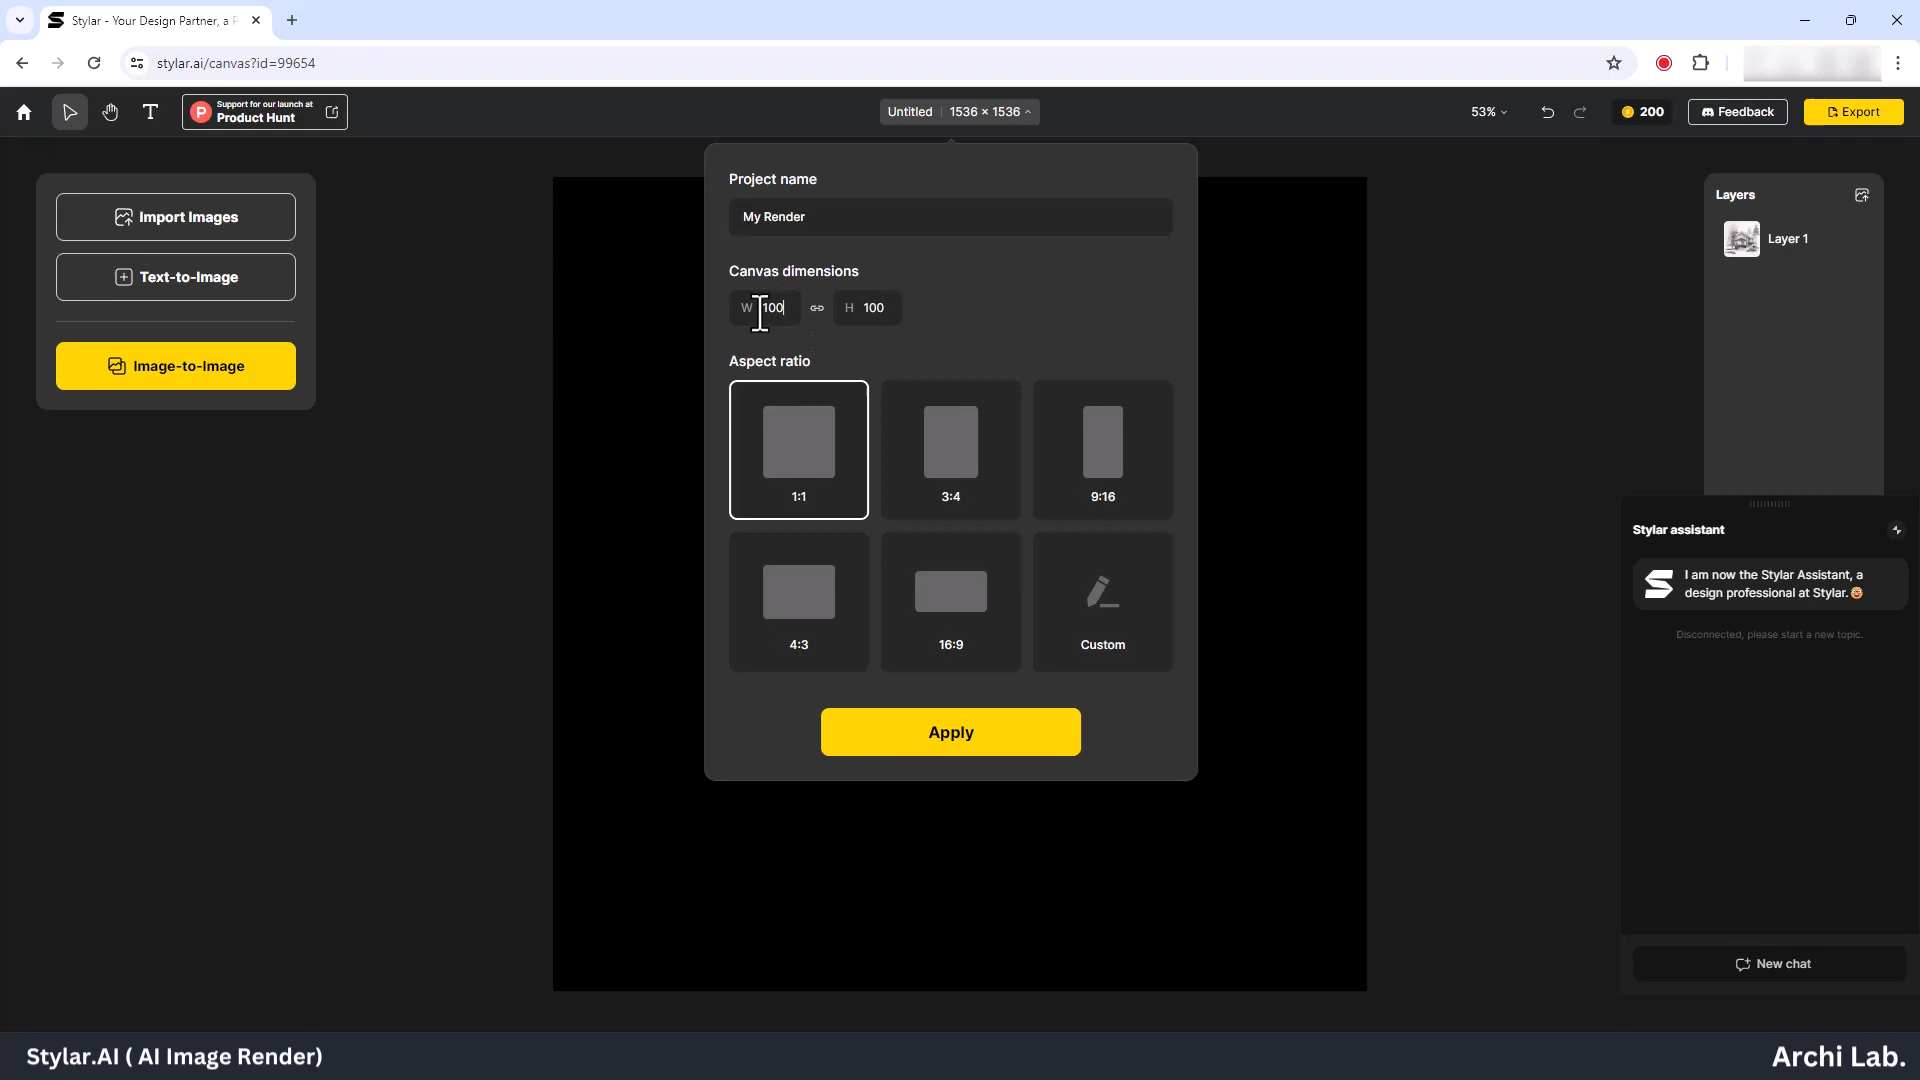 Stylar - Your Design Partner, a P
stylar.ai/canvas?id=99654
P
Support for our launch at
Product Hunt
Untitled
1536 × 1536
53%
200
Feedback
Export
Import Images
Text-to-Image
Image-to-Image
Project name
My Render
Canvas dimensions
W 100
H 100
Aspect ratio
1:1
3:4
9:16
4:3
16:9
Custom
Apply
Layers
Layer 1
Stylar assistant
I am now the Stylar Assistant, a
design professional at Stylar.
Disconnected, please start a new topic.
New chat
Stylar.AI ( AI Image Render)
Archi Lab.